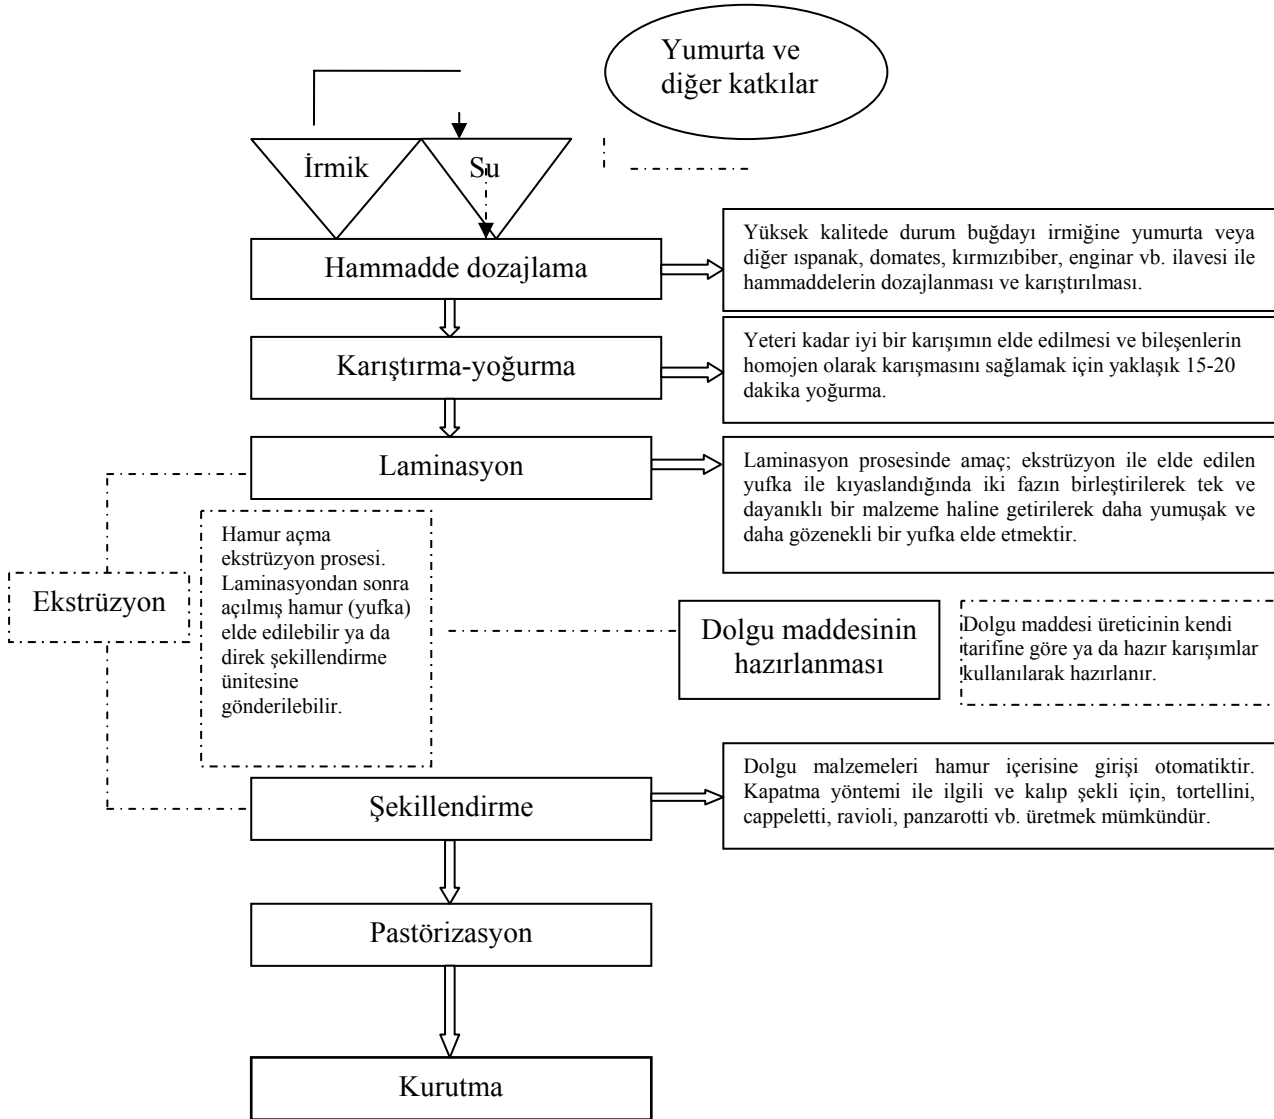 Yumurta ve
diğer katkılar
İrmik
Su
Hammadde dozajlama
Yüksek kalitede durum buğdayı irmiğine yumurta veya
diğer ıspanak, domates, kırmızıbiber, enginar vb. ilavesi ile
hammaddelerin dozajlanması ve karıştırılması.
Karıştırma-yoğurma
Yeteri kadar iyi bir karışımın elde edilmesi ve bileşenlerin
homojen olarak karışmasını sağlamak için yaklaşık 15-20
dakika yoğurma.
Laminasyon
Laminasyon prosesinde amaç; ekstrüzyon ile elde edilen
yufka ile kıyaslandığında iki fazın birleştirilerek tek ve
dayanıklı bir malzeme haline getirilerek daha yumuşak ve
daha gözenekli bir yufka elde etmektir.
Ekstrüzyon
Hamur açma
ekstrüzyon prosesi.
Laminasyondan sonra
açılmış hamur (yufka)
elde edilebilir ya da
direk şekillendirme
ünitesine
gönderilebilir.
Dolgu maddesinin
hazırlanması
Dolgu maddesi üreticinin kendi
tarifine göre ya da hazır karışımlar
kullanılarak hazırlanır.
Şekillendirme
Dolgu malzemeleri hamur içerisine girişi otomatiktir.
Kapatma yöntemi ile ilgili ve kalıp şekli için, tortellini,
cappeletti, ravioli, panzarotti vb. üretmek mümkündür.
Pastörizasyon
Kurutma